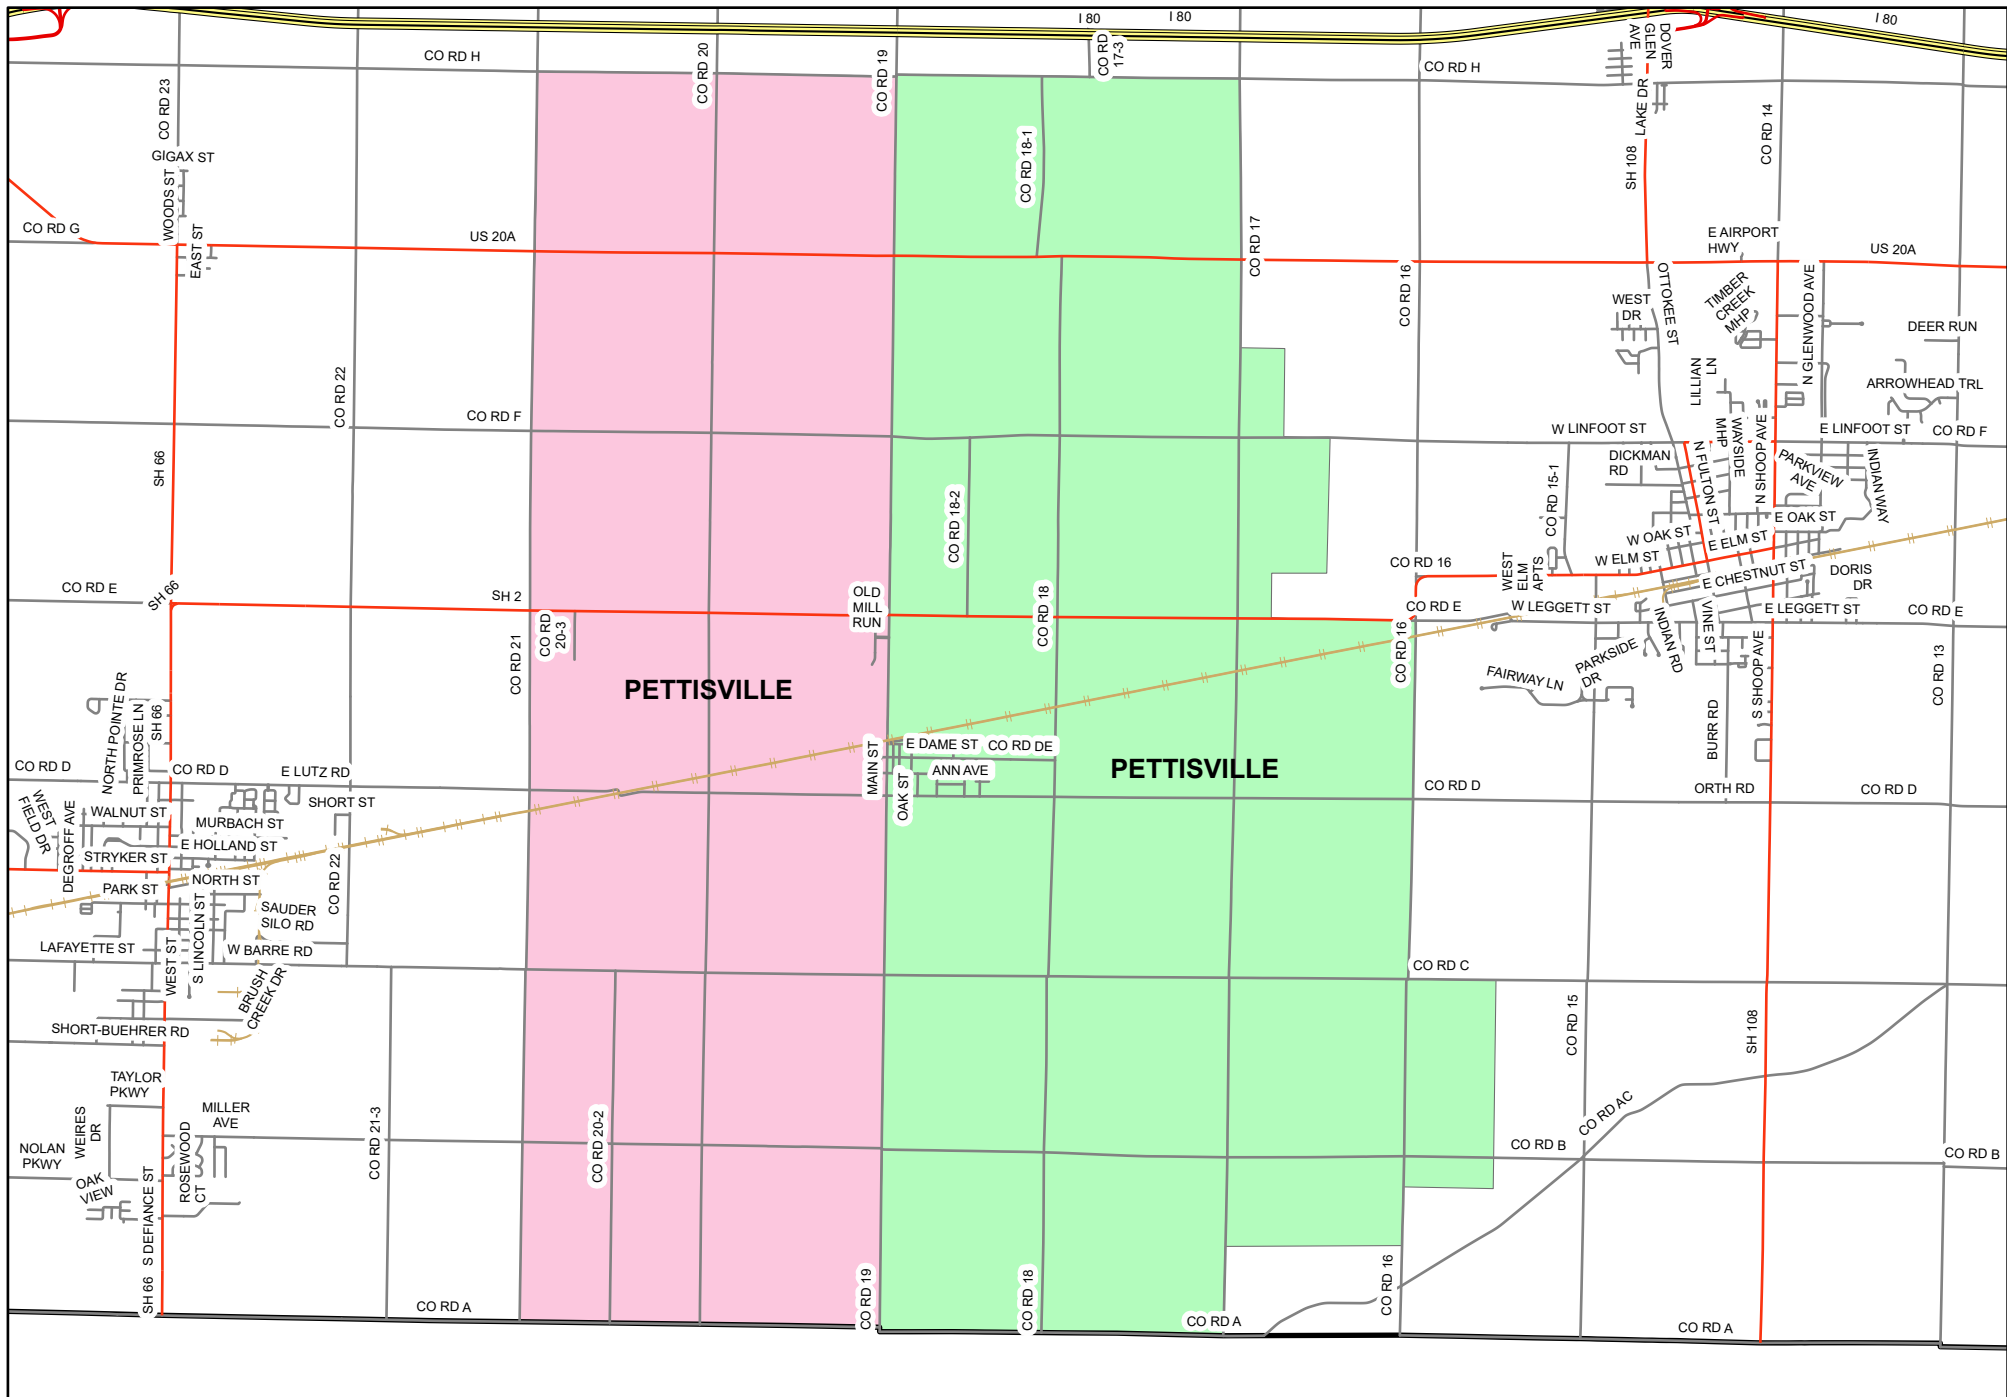 I 80
I 80
I 80
CO RD H
CO RD 20
CO RD 19
CO RD
17-3
CO RD H
DOVER
GLEN
AVE
CO RD 23
LAKE DR
CO RD 14
GIGAX ST
CO RD 18-1
SH 108
WOODS ST
CO RD G
EAST ST
US 20A
CO RD 17
E AIRPORT
HWY
US 20A
CO RD 16
OTTOKEE ST
WEST
DR
TIMBER
CREEK
MHP
N GLENWOOD AVE
DEER RUN
CO RD 22
LILLIAN
LN
ARROWHEAD TRL
CO RD F
W LINFOOT ST
WAYSIDE
MHP
N SHOOP AVE
E LINFOOT ST
CO RD F
SH 66
DICKMAN
RD
N FULTON ST
PARKVIEW
AVE
INDIAN WAY
CO RD 18-2
CO RD 15-1
W OAK ST
E OAK ST
E ELM ST
CO RD 16
W ELM ST
WEST
ELM
APTS
E CHESTNUT ST
DORIS
DR
CO RD E
SH 66
SH 2
OLD
MILL
RUN
CO RD 18
CO RD E
W LEGGETT ST
E LEGGETT ST
CO RD E
CO RD
20-3
CO RD 21
CO RD 16
INDIAN RD
VINE ST
PARKSIDE
DR
S SHOOP AVE
CO RD 13
PETTISVILLE
FAIRWAY LN
NORTH POINTE DR
PRIMROSE LN
SH 66
BURR RD
MAIN ST
E DAME ST
CO RD DE
PETTISVILLE
ANN AVE
OAK ST
CO RD D
CO RD D
E LUTZ RD
CO RD D
ORTH RD
CO RD D
WEST
FIELD DR
DEGROFF AVE
WALNUT ST
SHORT ST
MURBACH ST
E HOLLAND ST
STRYKER ST
CO RD 22
PARK ST
NORTH ST
S LINCOLN ST
SAUDER
SILO RD
LAFAYETTE ST
WEST ST
W BARRE RD
CO RD C
BRUSH
CREEK DR
SHORT-BUEHRER RD
CO RD 15
SH 108
TAYLOR
PKWY
WEIRES
DR
MILLER
AVE
CO RD 21-3
CO RD 20-2
CO RD AC
NOLAN
PKWY
ROSEWOOD
CT
CO RD B
CO RD B
OAK
VIEW
S DEFIANCE ST
SH 66
CO RD A
CO RD 19
CO RD 18
CO RD A
CO RD 16
CO RD A